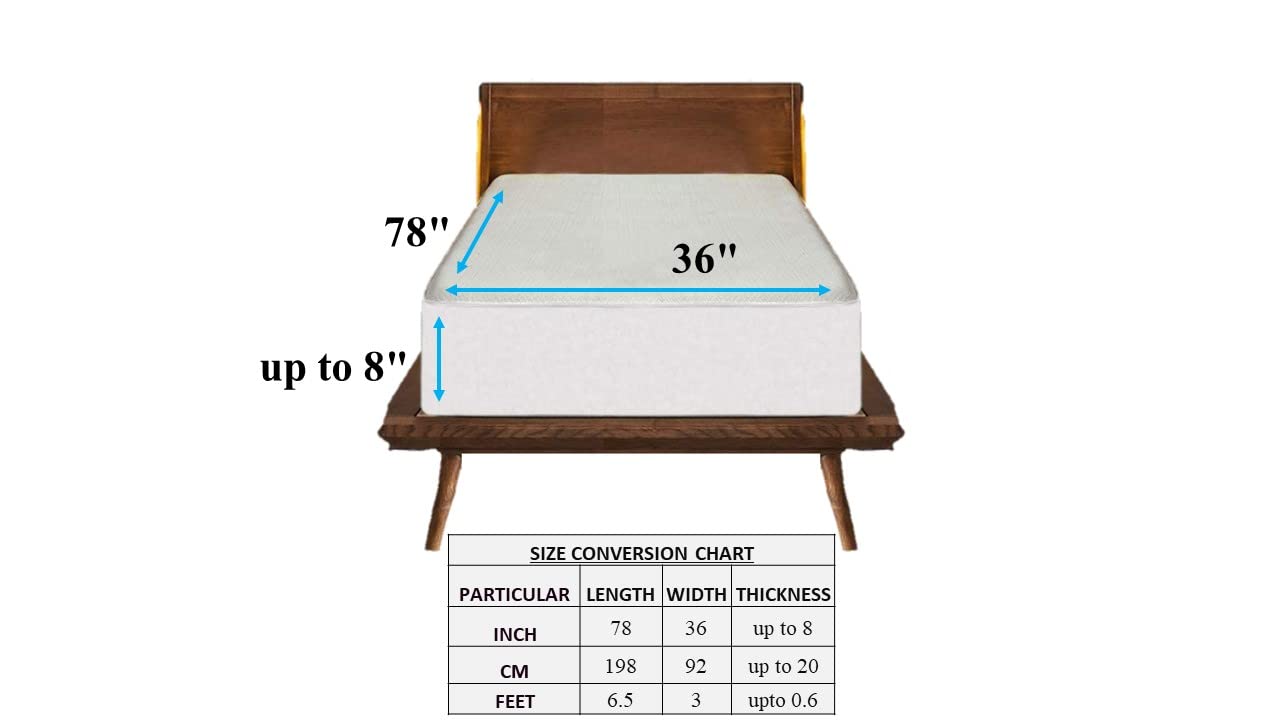 78"
36"
up to 8"
SIZE CONVERSION CHART
PARTICULAR LENGTH WIDTH THICKNESS
INCH 78 36 up to 8
CM 198 92 up to 20
FEET 6.5 3 upto 0.6